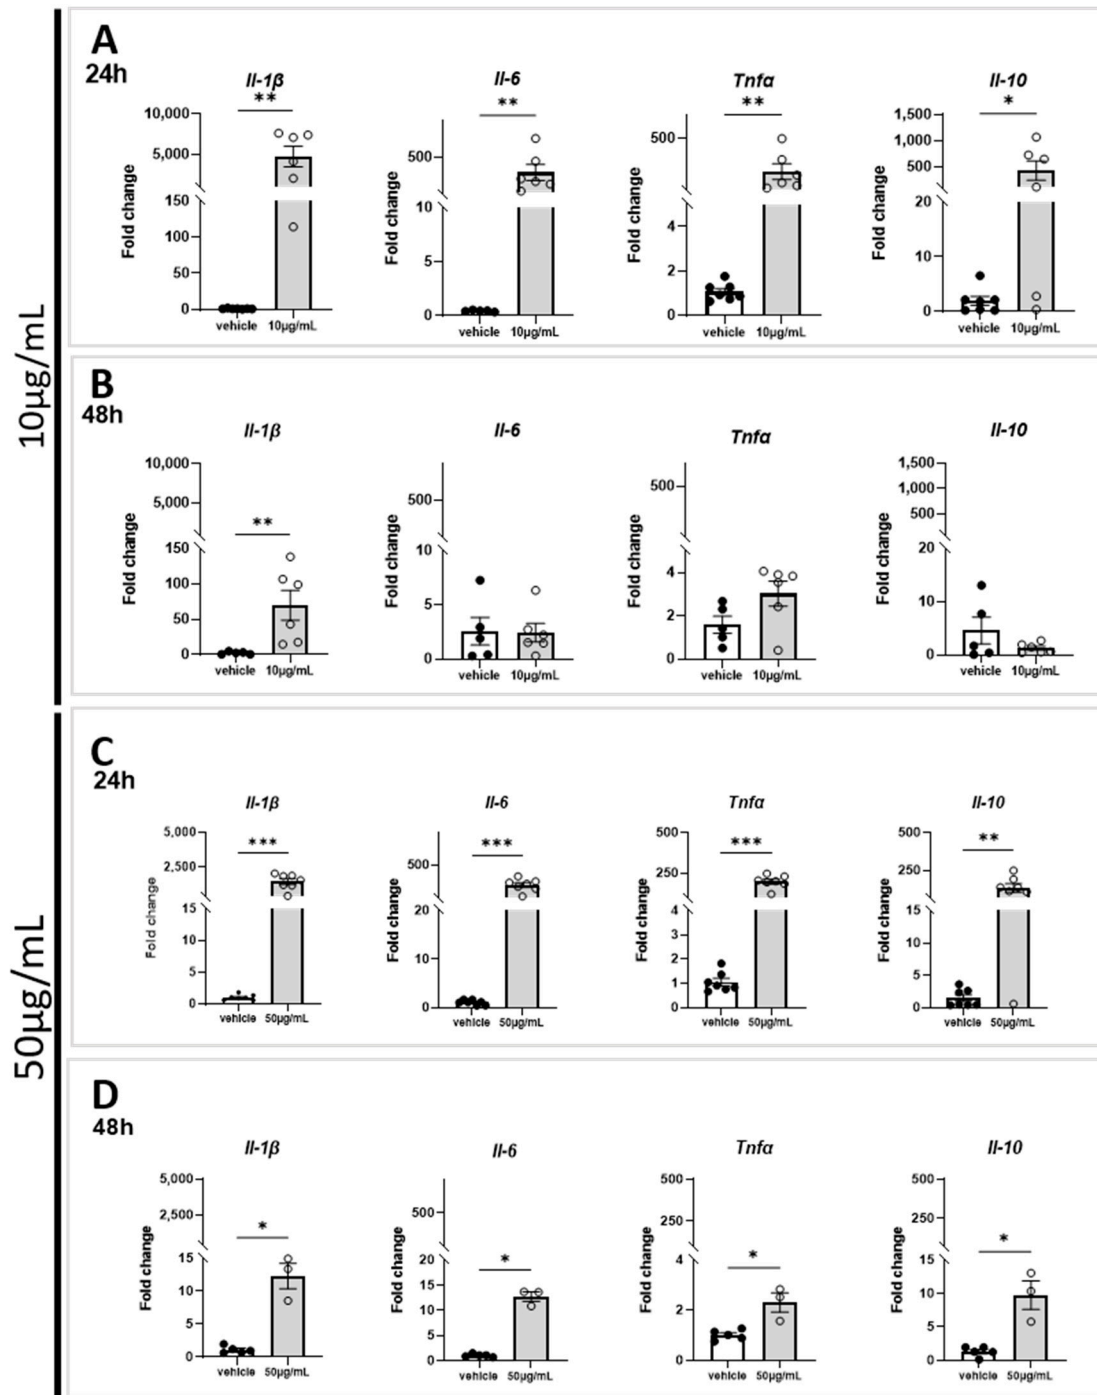 10µg/mL
A
24h
Il-1β
**
Fold change
10,000
5,000
150
100
50
0
vehicle 10µg/mL
Il-6
**
Fold change
500
10
5
0
vehicle 10µg/mL
Tnfα
**
Fold change
500
4
2
0
vehicle 10µg/mL
Il-10
*
Fold change
1,500
1,000
500
20
10
0
vehicle 10µg/mL
B
48h
Il-1β
**
Fold change
10,000
5,000
150
100
50
0
vehicle 10µg/mL
Il-6
Fold change
500
10
5
0
vehicle 10µg/mL
Tnfα
Fold change
500
4
2
0
vehicle 10µg/mL
Il-10
Fold change
1,500
1,000
500
20
10
0
vehicle 10µg/mL
50µg/mL
C
24h
Il-1β
***
Fold change
5,000
2,500
15
10
5
0
vehicle 50µg/mL
Il-6
***
Fold change
500
20
10
0
vehicle 50µg/mL
Tnfα
***
Fold change
500
250
4
3
2
1
0
vehicle 50µg/mL
Il-10
**
Fold change
500
250
15
10
5
0
vehicle 50µg/mL
D
48h
Il-1β
*
Fold change
5,000
2,500
15
10
5
0
vehicle 50µg/mL
Il-6
*
Fold change
500
20
15
10
5
0
vehicle 50µg/mL
Tnfα
*
Fold change
500
250
4
2
0
vehicle 50µg/mL
Il-10
*
Fold change
500
250
15
10
5
0
vehicle 50µg/mL